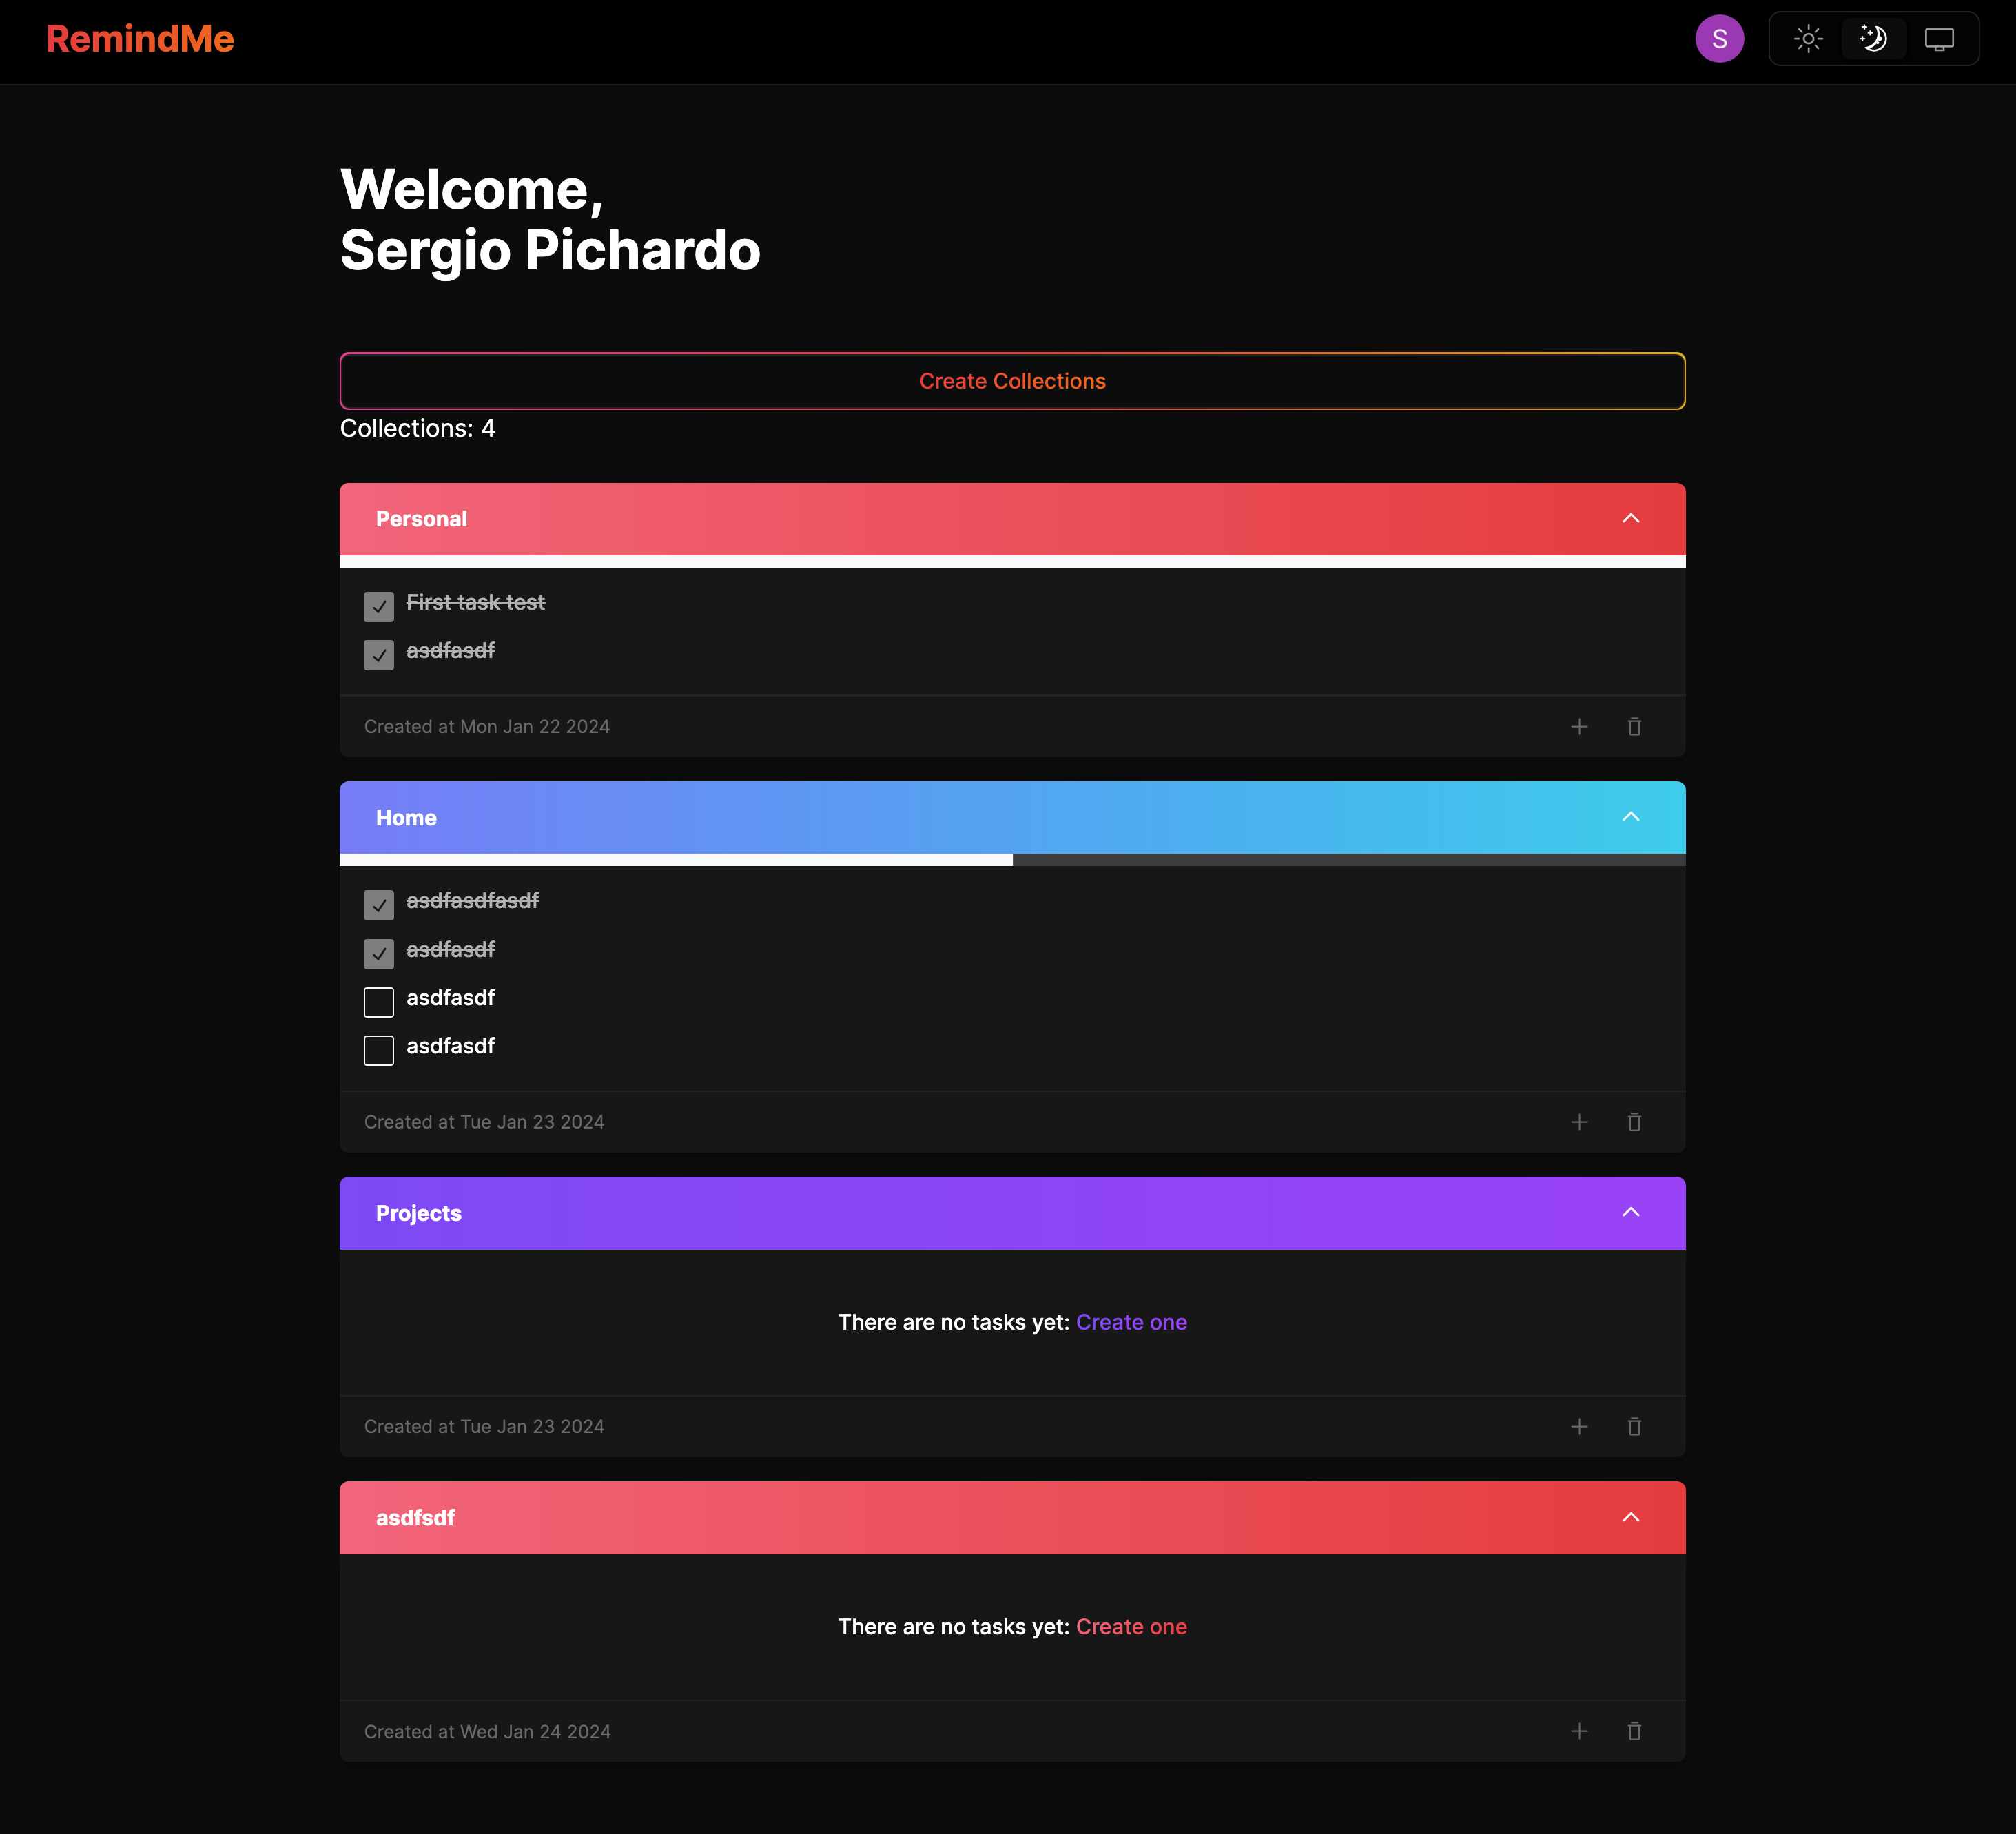 RemindMe
S
Welcome,
Sergio Pichardo
Create Collections
Collections: 4
Personal
First task test
asdfasdf
Created at Mon Jan 22 2024
Home
asdfasdfasdf
asdfasdf
asdfasdf
asdfasdf
Created at Tue Jan 23 2024
Projects
There are no tasks yet: Create one
Created at Tue Jan 23 2024
asdfsdf
There are no tasks yet: Create one
Created at Wed Jan 24 2024